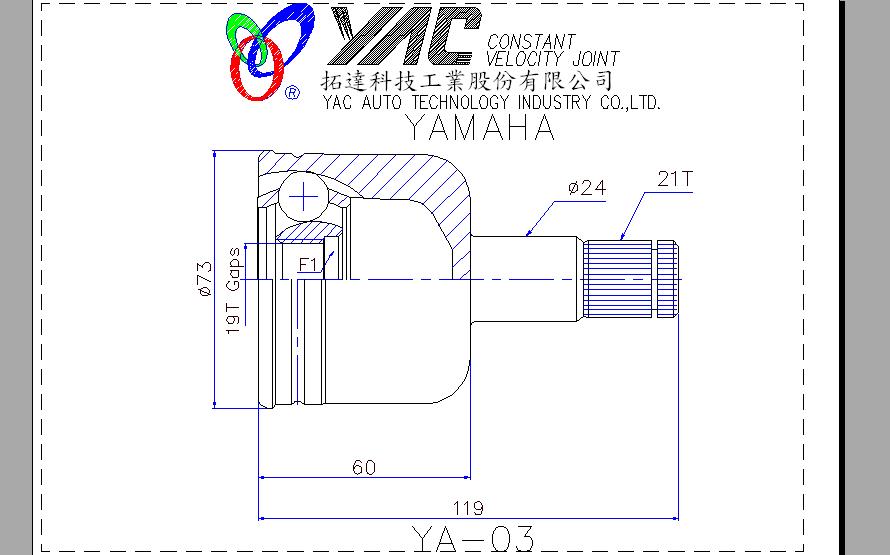 YAC CONSTANT
VELOCITY JOINT
®
拓達科技工業股份有限公司
YAC AUTO TECHNOLOGY INDUSTRY CO.,LTD.
YAMAHA
ø24
21T
ø73
19T Gaps
F1
60
119
YA-03